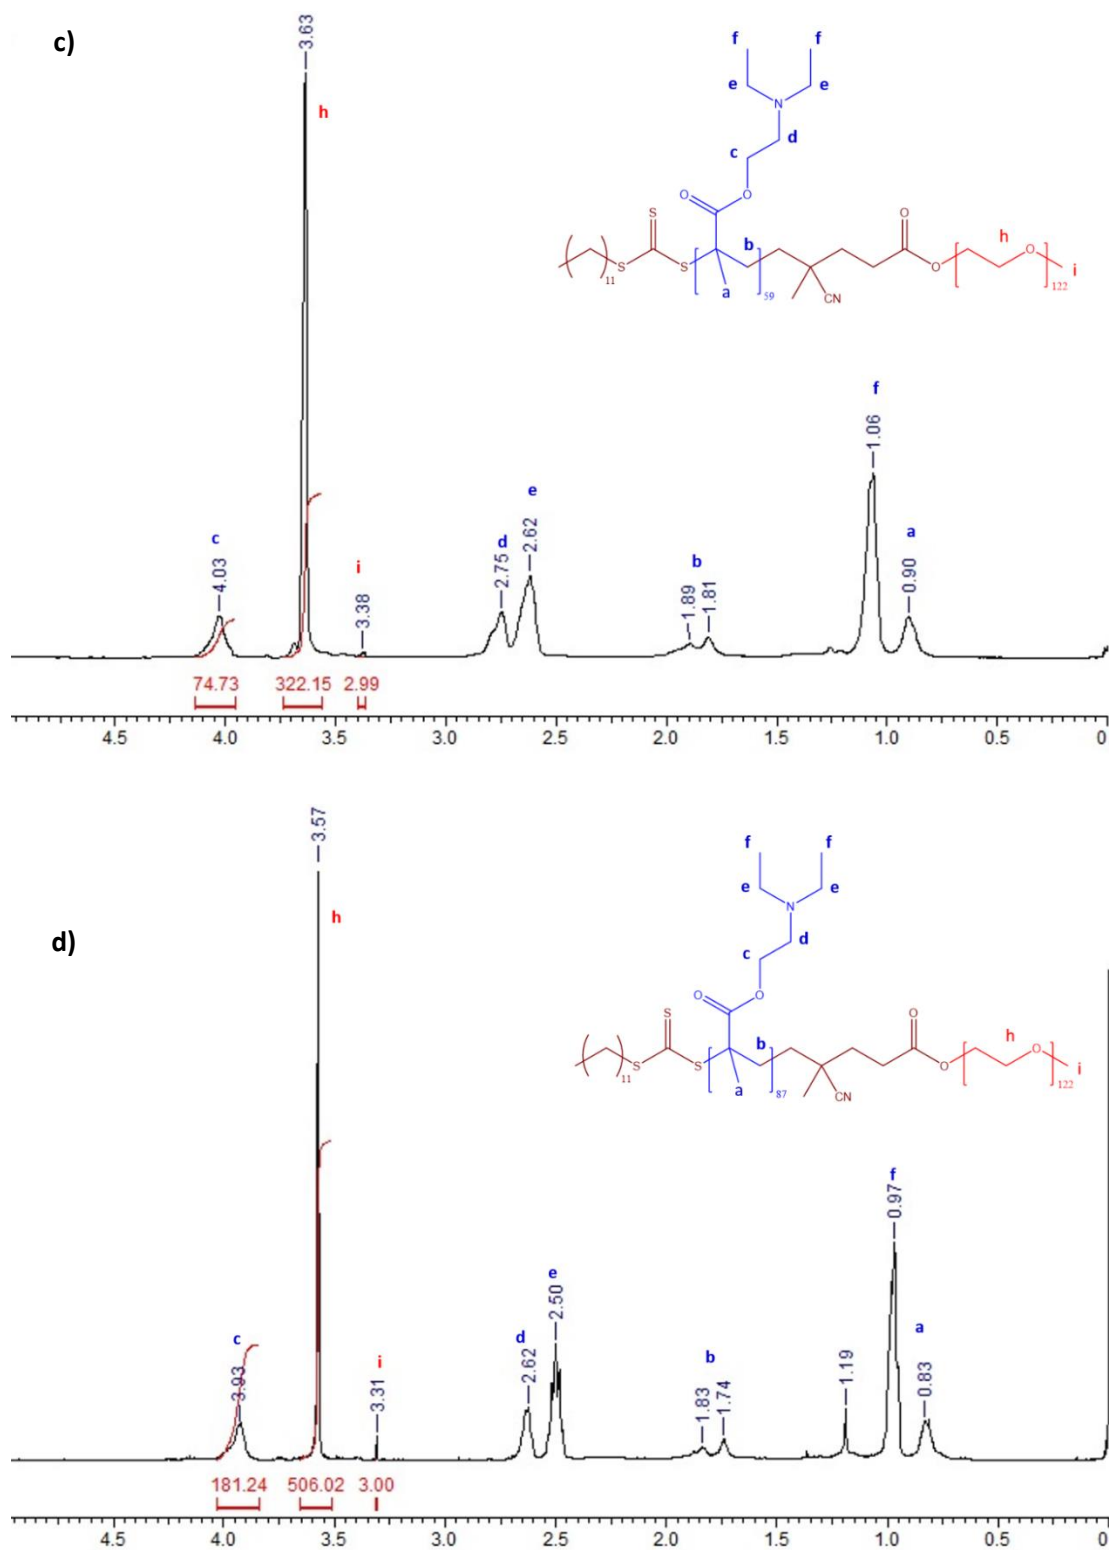 c)
3.63
h
f f
e e
N
d
c
O O
S
b
O
h
S S
11
a
59
CN
O
O
122
i
c
4.03
i
3.38
d
2.75
e
2.62
b
1.89
1.81
f
1.06
a
0.90
74.73 322.15 2.99
4.5 4.0 3.5 3.0 2.5 2.0 1.5 1.0 0.5 0
d)
3.57
h
f f
e e
N
d
c
O O
S
b
O
h
S S
11
a
87
CN
O
O
122
i
c
3.93
i
3.31
d
2.62
e
2.50
b
1.83
1.74
1.19
f
0.97
a
0.83
181.24 506.02 3.00
4.5 4.0 3.5 3.0 2.5 2.0 1.5 1.0 0.5 0